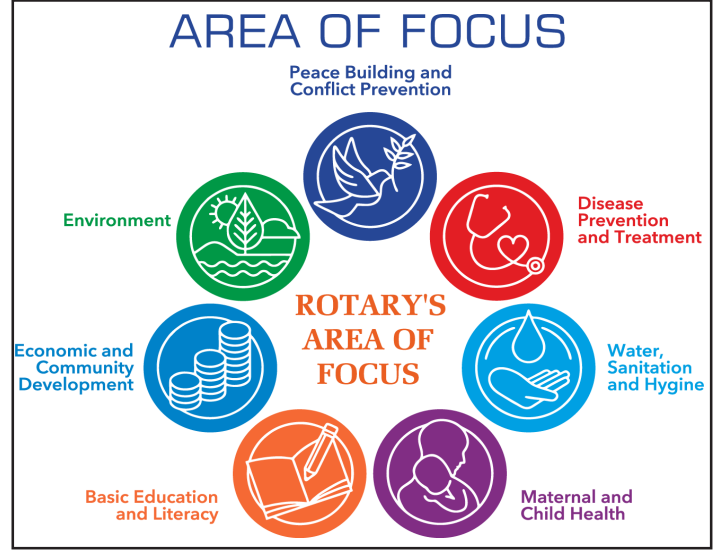 AREA OF FOCUS
Peace Building and
Conflict Prevention
Disease
Prevention
and Treatment
Environment
ROTARY'S
AREA OF
FOCUS
Economic and
Community
Development
Water,
Sanitation
and Hygine
Basic Education
and Literacy
Maternal and
Child Health